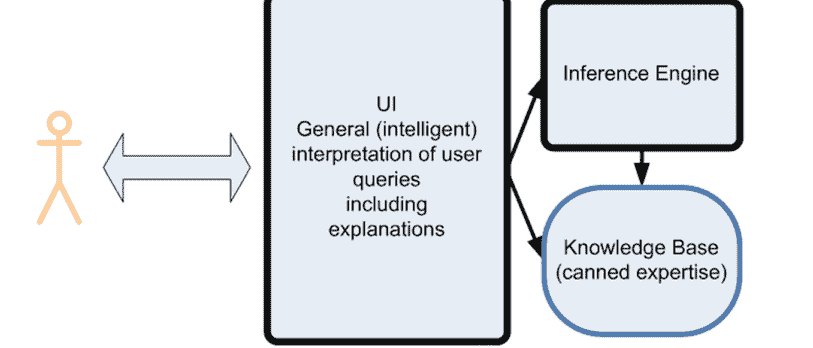 UI
General (intelligent)
interpretation of user
queries
including
explanations
Inference Engine
Knowledge Base
(canned expertise)